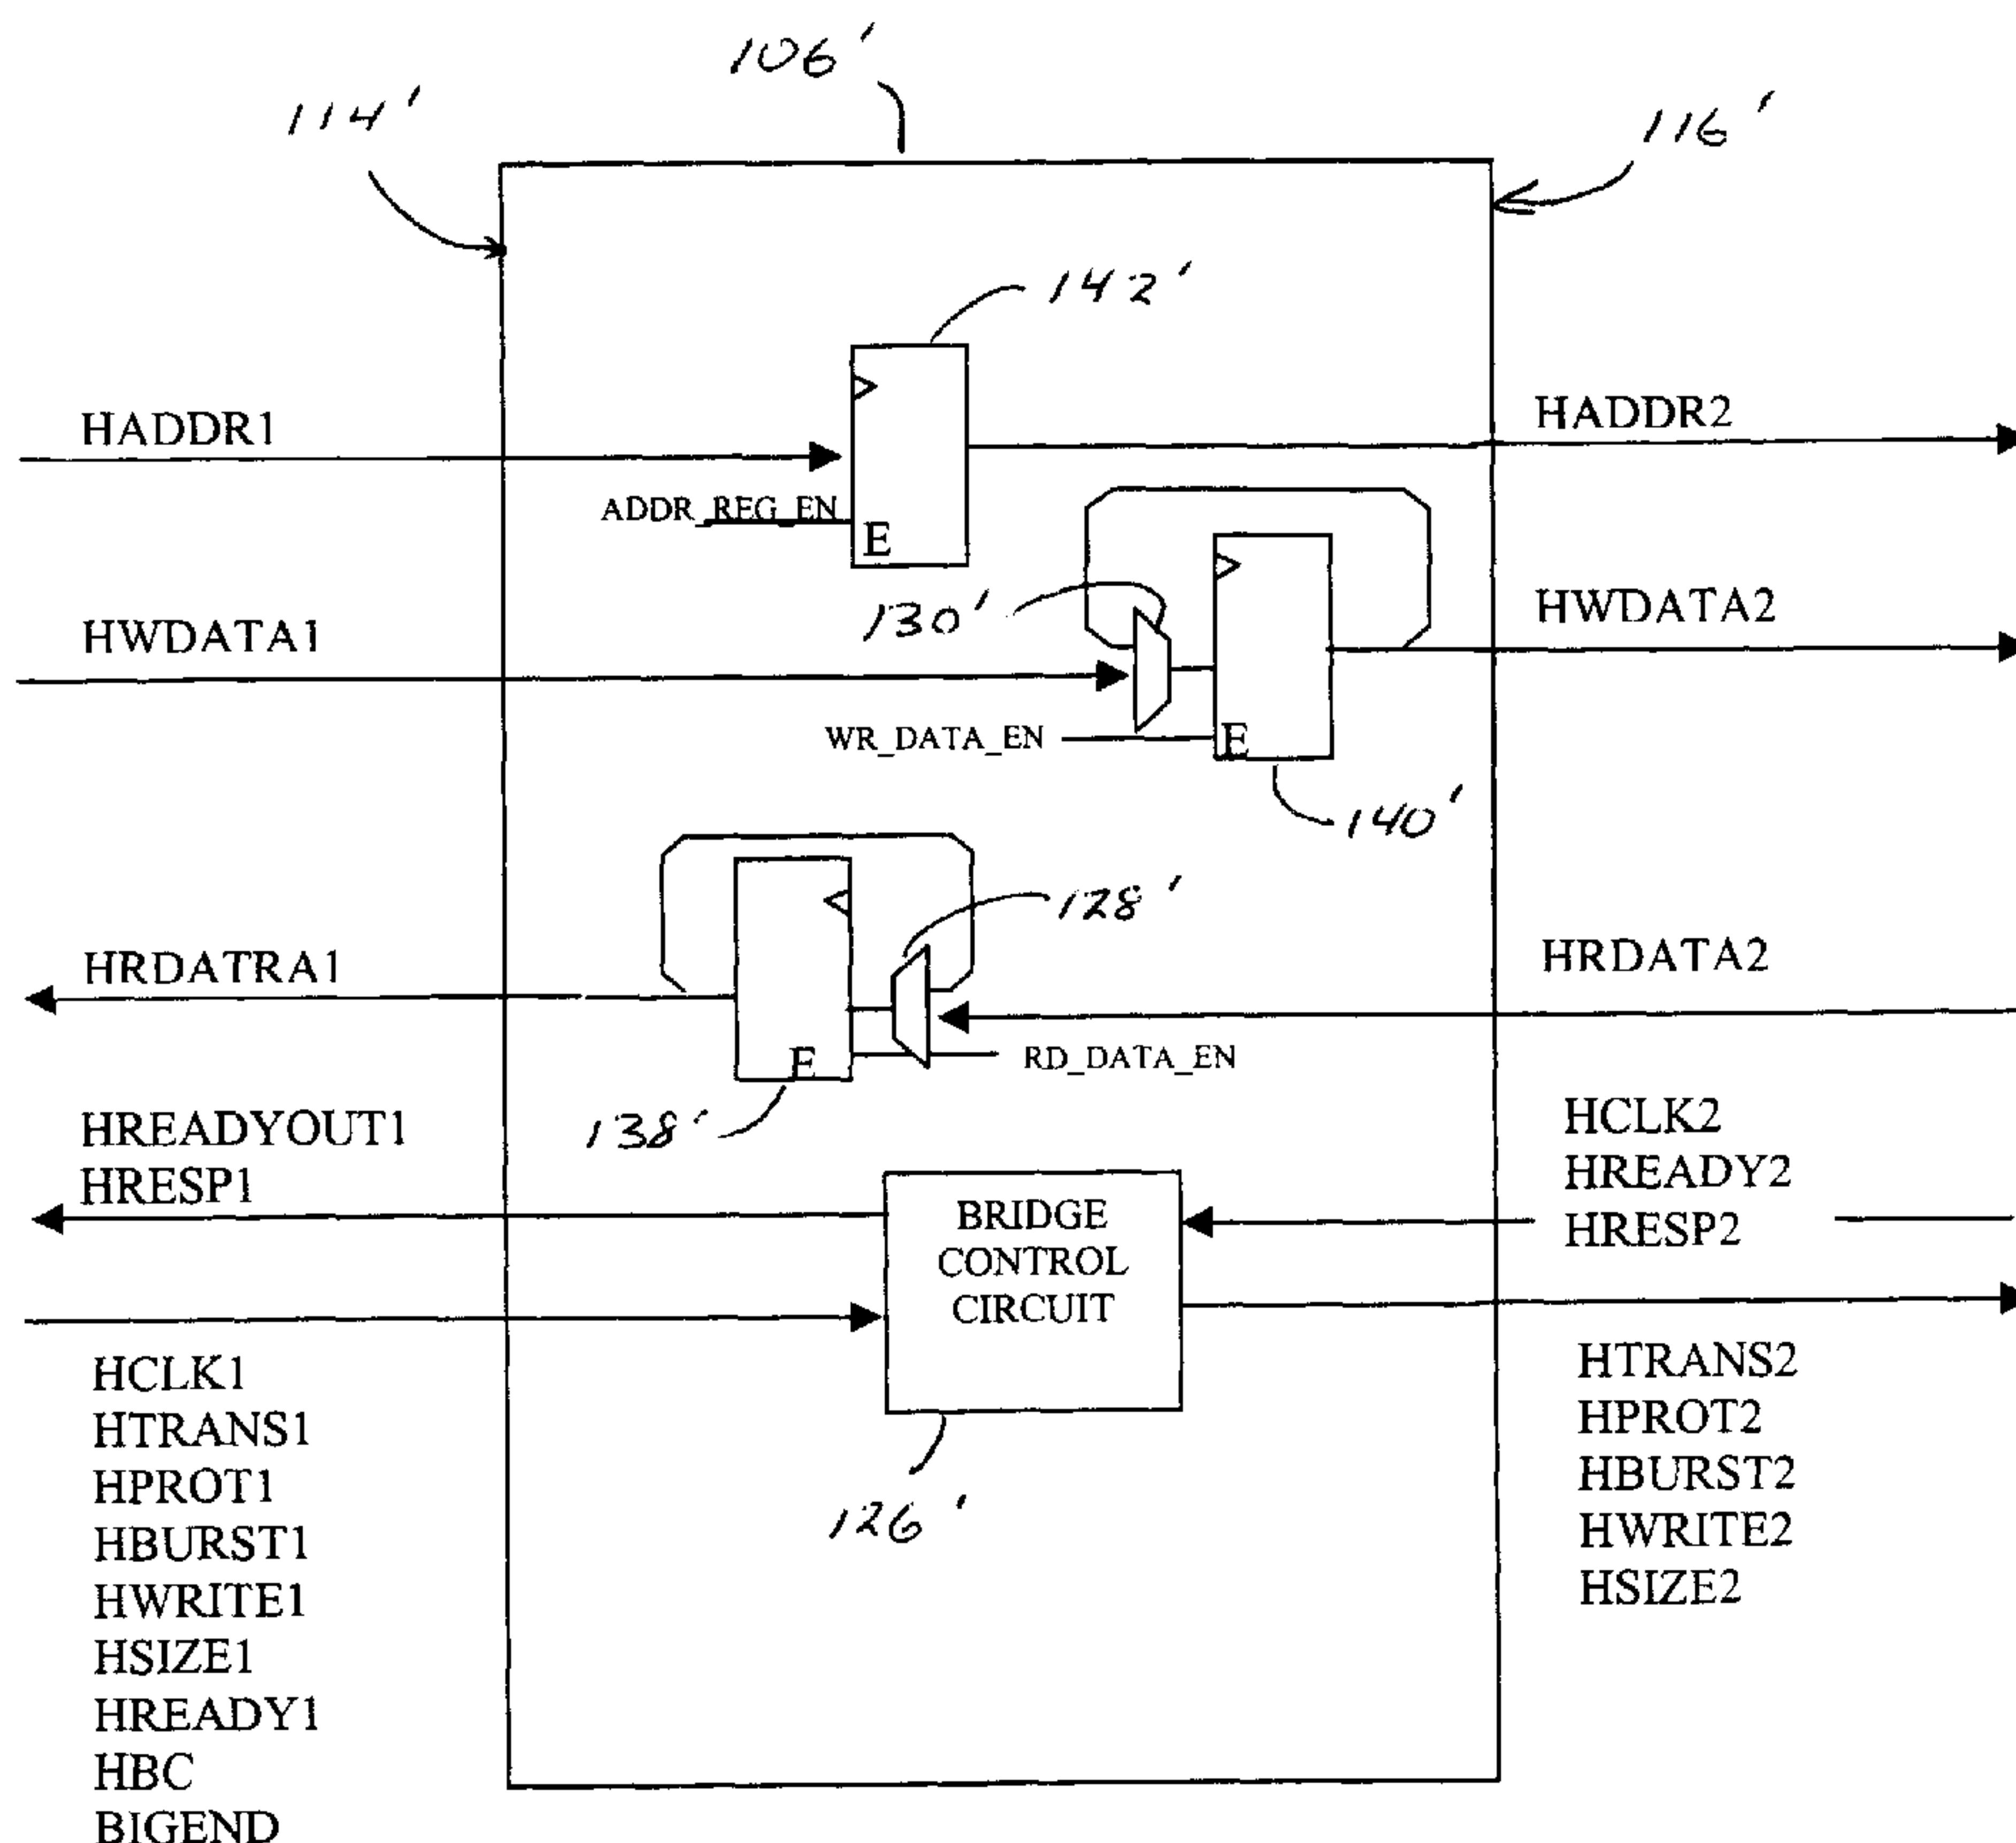 106'
114'
116'
142'
HADDR1
HADDR2
ADDR_REG_EN
E
130'
HWDATA1
HWDATA2
WR_DATA_EN
E
140'
128'
HRDATRA1
HRDATA2
E
RD_DATA_EN
138'
HREADYOUT1
HRESP1
HCLK2
HREADY2
HRESP2
BRIDGE
CONTROL
CIRCUIT
126'
HCLK1
HTRANS1
HPROT1
HBURST1
HWRITE1
HSIZE1
HREADY1
HBC
BIGEND
HTRANS2
HPROT2
HBURST2
HWRITE2
HSIZE2